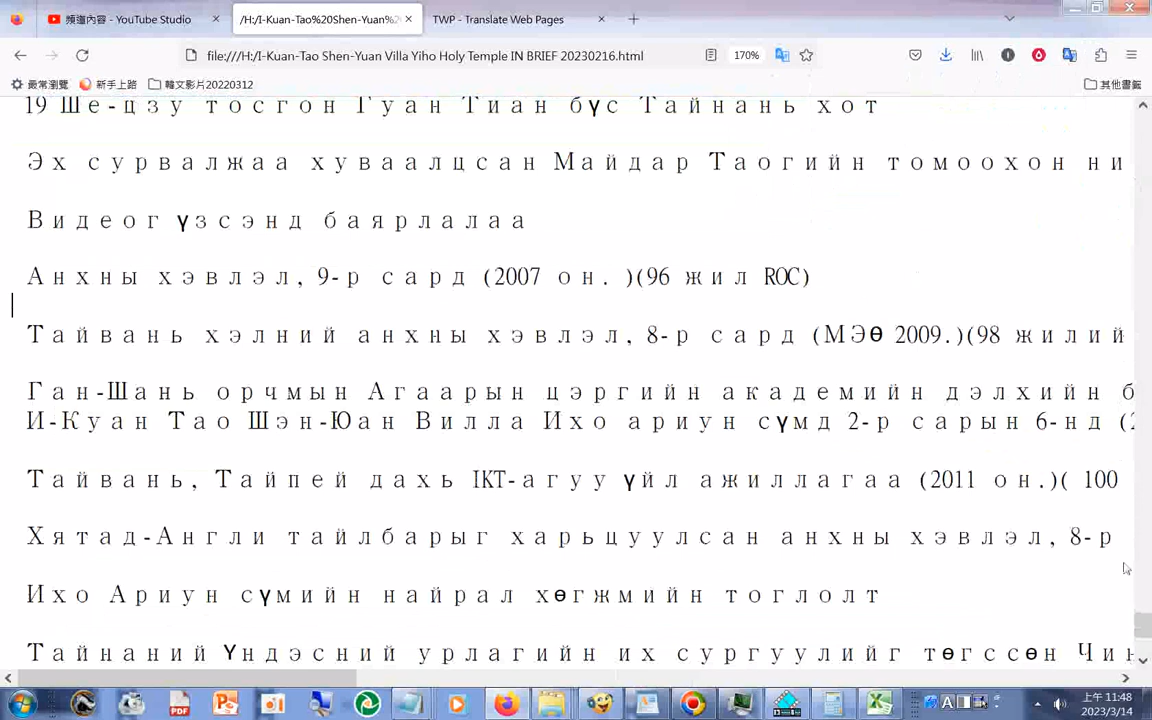 頻道內容 - YouTube Studio
/H:/I-Kuan-Tao%20Shen-Yuan%2
TWP - Translate Web Pages
file:///H:/I-Kuan-Tao Shen-Yuan Villa Yiho Holy Temple IN BRIEF 20230216.html
170%
最常瀏覽 新手上路 韓文影片20220312 其他書籤
19 Ше-цзу тосгон Гуан Тиан бүс Тайнань хот
Эх сурвалжаа хуваалцсан Майдар Таогийн томоохон ни
Видеог үзсэнд баярлалаа
Анхны хэвлэл, 9-р сард (2007 он. )(96 жил ROC)
Тайвань хэлний анхны хэвлэл, 8-р сард (МЭӨ 2009.)(98 жилий
Ган-Шань орчмын Агаарын цэргийн академийн дэлхийн б
И-Куан Тао Шэн-Юан Вилла Ихо ариун сүмд 2-р сарын 6-нд (2
Тайвань, Тайпей дахь IKT-агуу үйл ажиллагаа (2011 он.)( 100
Хятад-Англи тайлбарыг харьцуулсан анхны хэвлэл, 8-р
Ихо Ариун сүмийн найрал хөгжмийн тоглолт
Тайнаний Үндэсний урлагийн их сургуулийг төгссөн Чин
上午 11:48
2023/3/14